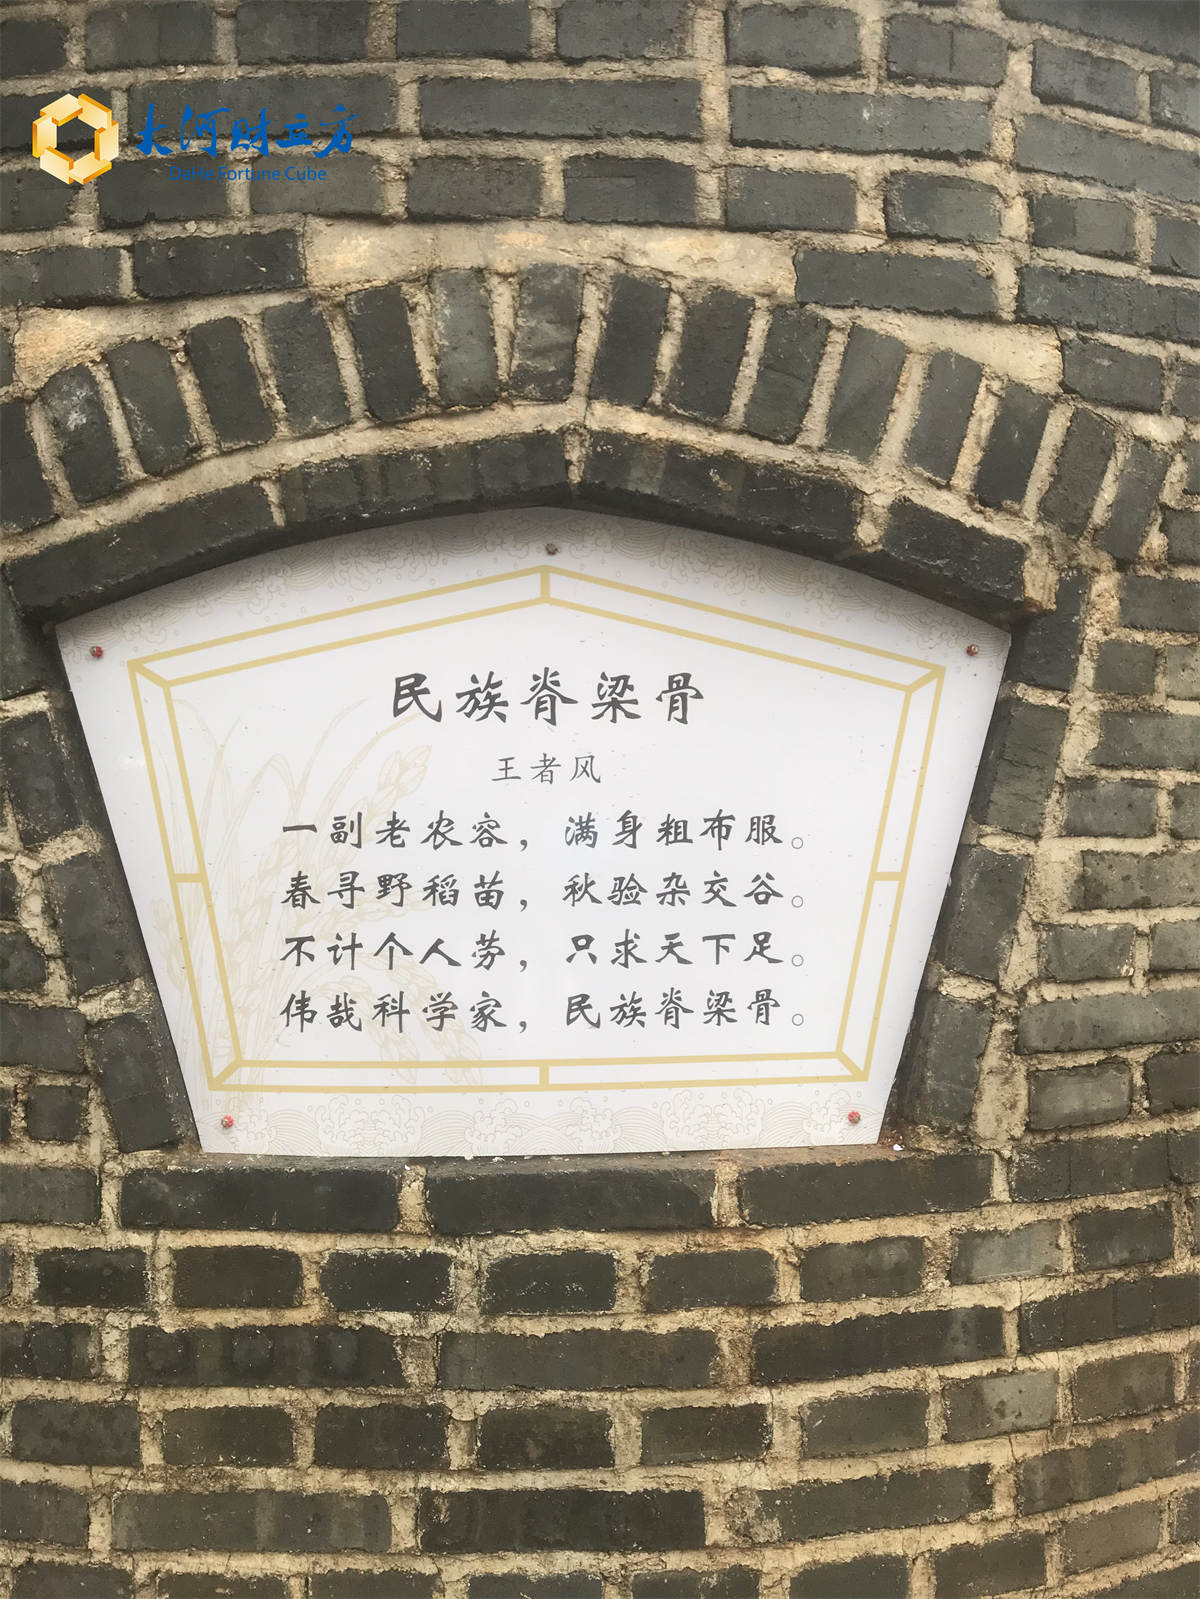 大河财立方
DaHe Fortune Cube
民族脊梁骨
王者风
一副老农容，满身粗布服。
春寻野稻苗，秋验杂交谷。
不计个人劳，只求天下足。
伟哉科学家，民族脊梁骨。